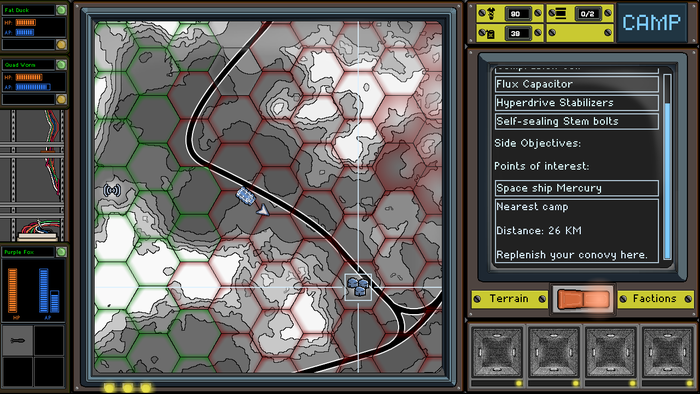 Fat Duck
HP:
AP:
Quad Worm
HP:
AP:
Purple Fox
HP
AP
90
0/2
39
CAMP
Flux Capacitor
Hyperdrive Stabilizers
Self-sealing Stem bolts
Side Objectives:
Points of interest:
Space ship Mercury
Nearest camp
Distance: 26 KM
Replenish your conovy here.
Terrain
Factions